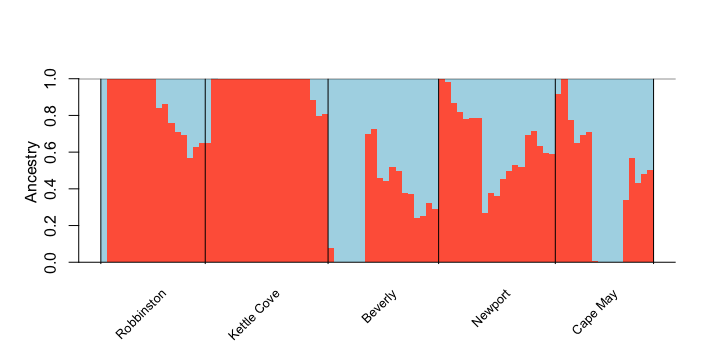 Ancestry
1.0
0.8
0.6
0.4
0.2
0.0
Robbinston
Kettle Cove
Beverly
Newport
Cape May